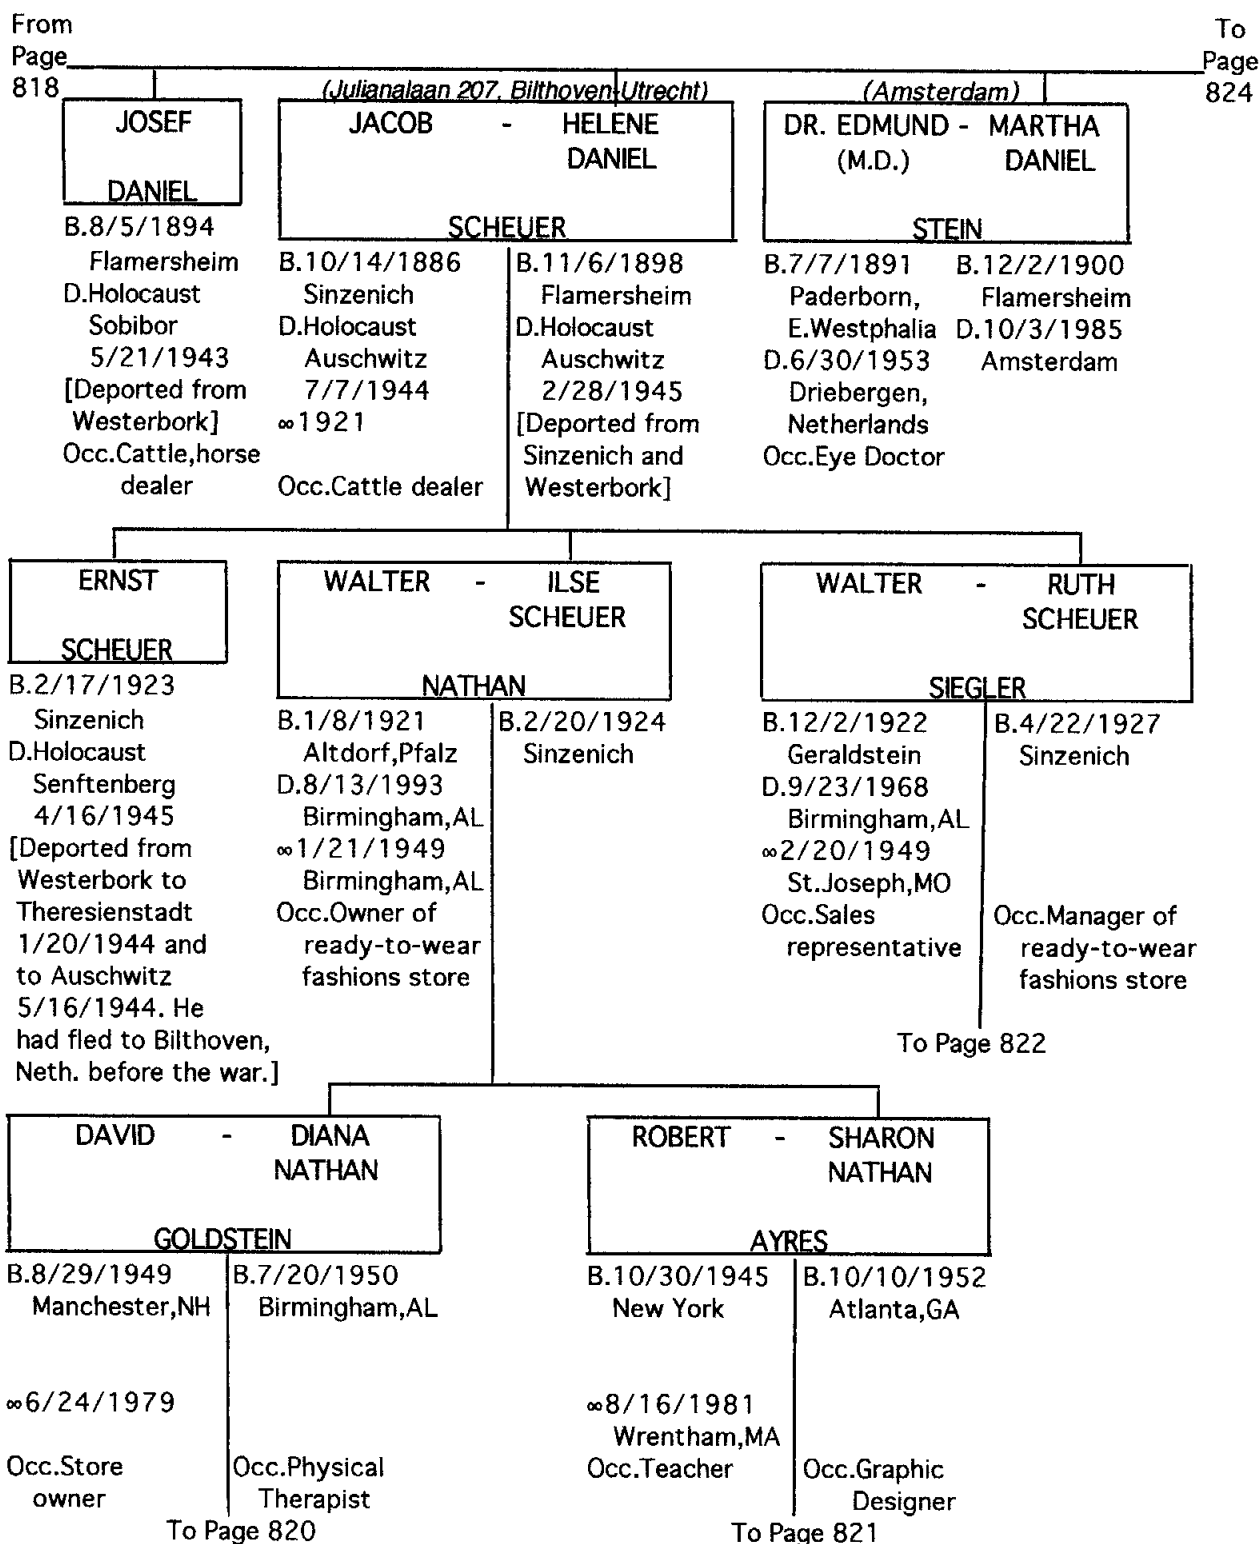 From
Page
818
To
Page
824
(Julianalaan 207, Bilthoven-Utrecht)
(Amsterdam)
JOSEF
DANIEL
B.8/5/1894
Flamersheim
D.Holocaust
Sobibor
5/21/1943
[Deported from
Westerbork]
Occ.Cattle,horse
dealer
JACOB - HELENE
DANIEL
SCHEUER
B.10/14/1886
Sinzenich
D.Holocaust
Auschwitz
7/7/1944
∞1921
Occ.Cattle dealer
B.11/6/1898
Flamersheim
D.Holocaust
Auschwitz
2/28/1945
[Deported from
Sinzenich and
Westerbork]
DR. EDMUND - MARTHA
(M.D.) DANIEL
STEIN
B.7/7/1891
Paderborn,
E.Westphalia
D.6/30/1953
Driebergen,
Netherlands
Occ.Eye Doctor
B.12/2/1900
Flamersheim
D.10/3/1985
Amsterdam
ERNST
SCHEUER
B.2/17/1923
Sinzenich
D.Holocaust
Senftenberg
4/16/1945
[Deported from
Westerbork to
Theresienstadt
1/20/1944 and
to Auschwitz
5/16/1944. He
had fled to Bilthoven,
Neth. before the war.]
WALTER - ILSE
SCHEUER
NATHAN
B.1/8/1921
Altdorf,Pfalz
D.8/13/1993
Birmingham,AL
∞1/21/1949
Birmingham,AL
Occ.Owner of
ready-to-wear
fashions store
B.2/20/1924
Sinzenich
WALTER - RUTH
SCHEUER
SIEGLER
B.12/2/1922
Geraldstein
D.9/23/1968
Birmingham,AL
∞2/20/1949
St.Joseph,MO
Occ.Sales
representative
B.4/22/1927
Sinzenich
Occ.Manager of
ready-to-wear
fashions store
To Page 822
DAVID - DIANA
NATHAN
GOLDSTEIN
B.8/29/1949
Manchester,NH
∞6/24/1979
Occ.Store
owner
B.7/20/1950
Birmingham,AL
Occ.Physical
Therapist
To Page 820
ROBERT - SHARON
NATHAN
AYRES
B.10/30/1945
New York
∞8/16/1981
Wrentham,MA
Occ.Teacher
B.10/10/1952
Atlanta,GA
Occ.Graphic
Designer
To Page 821